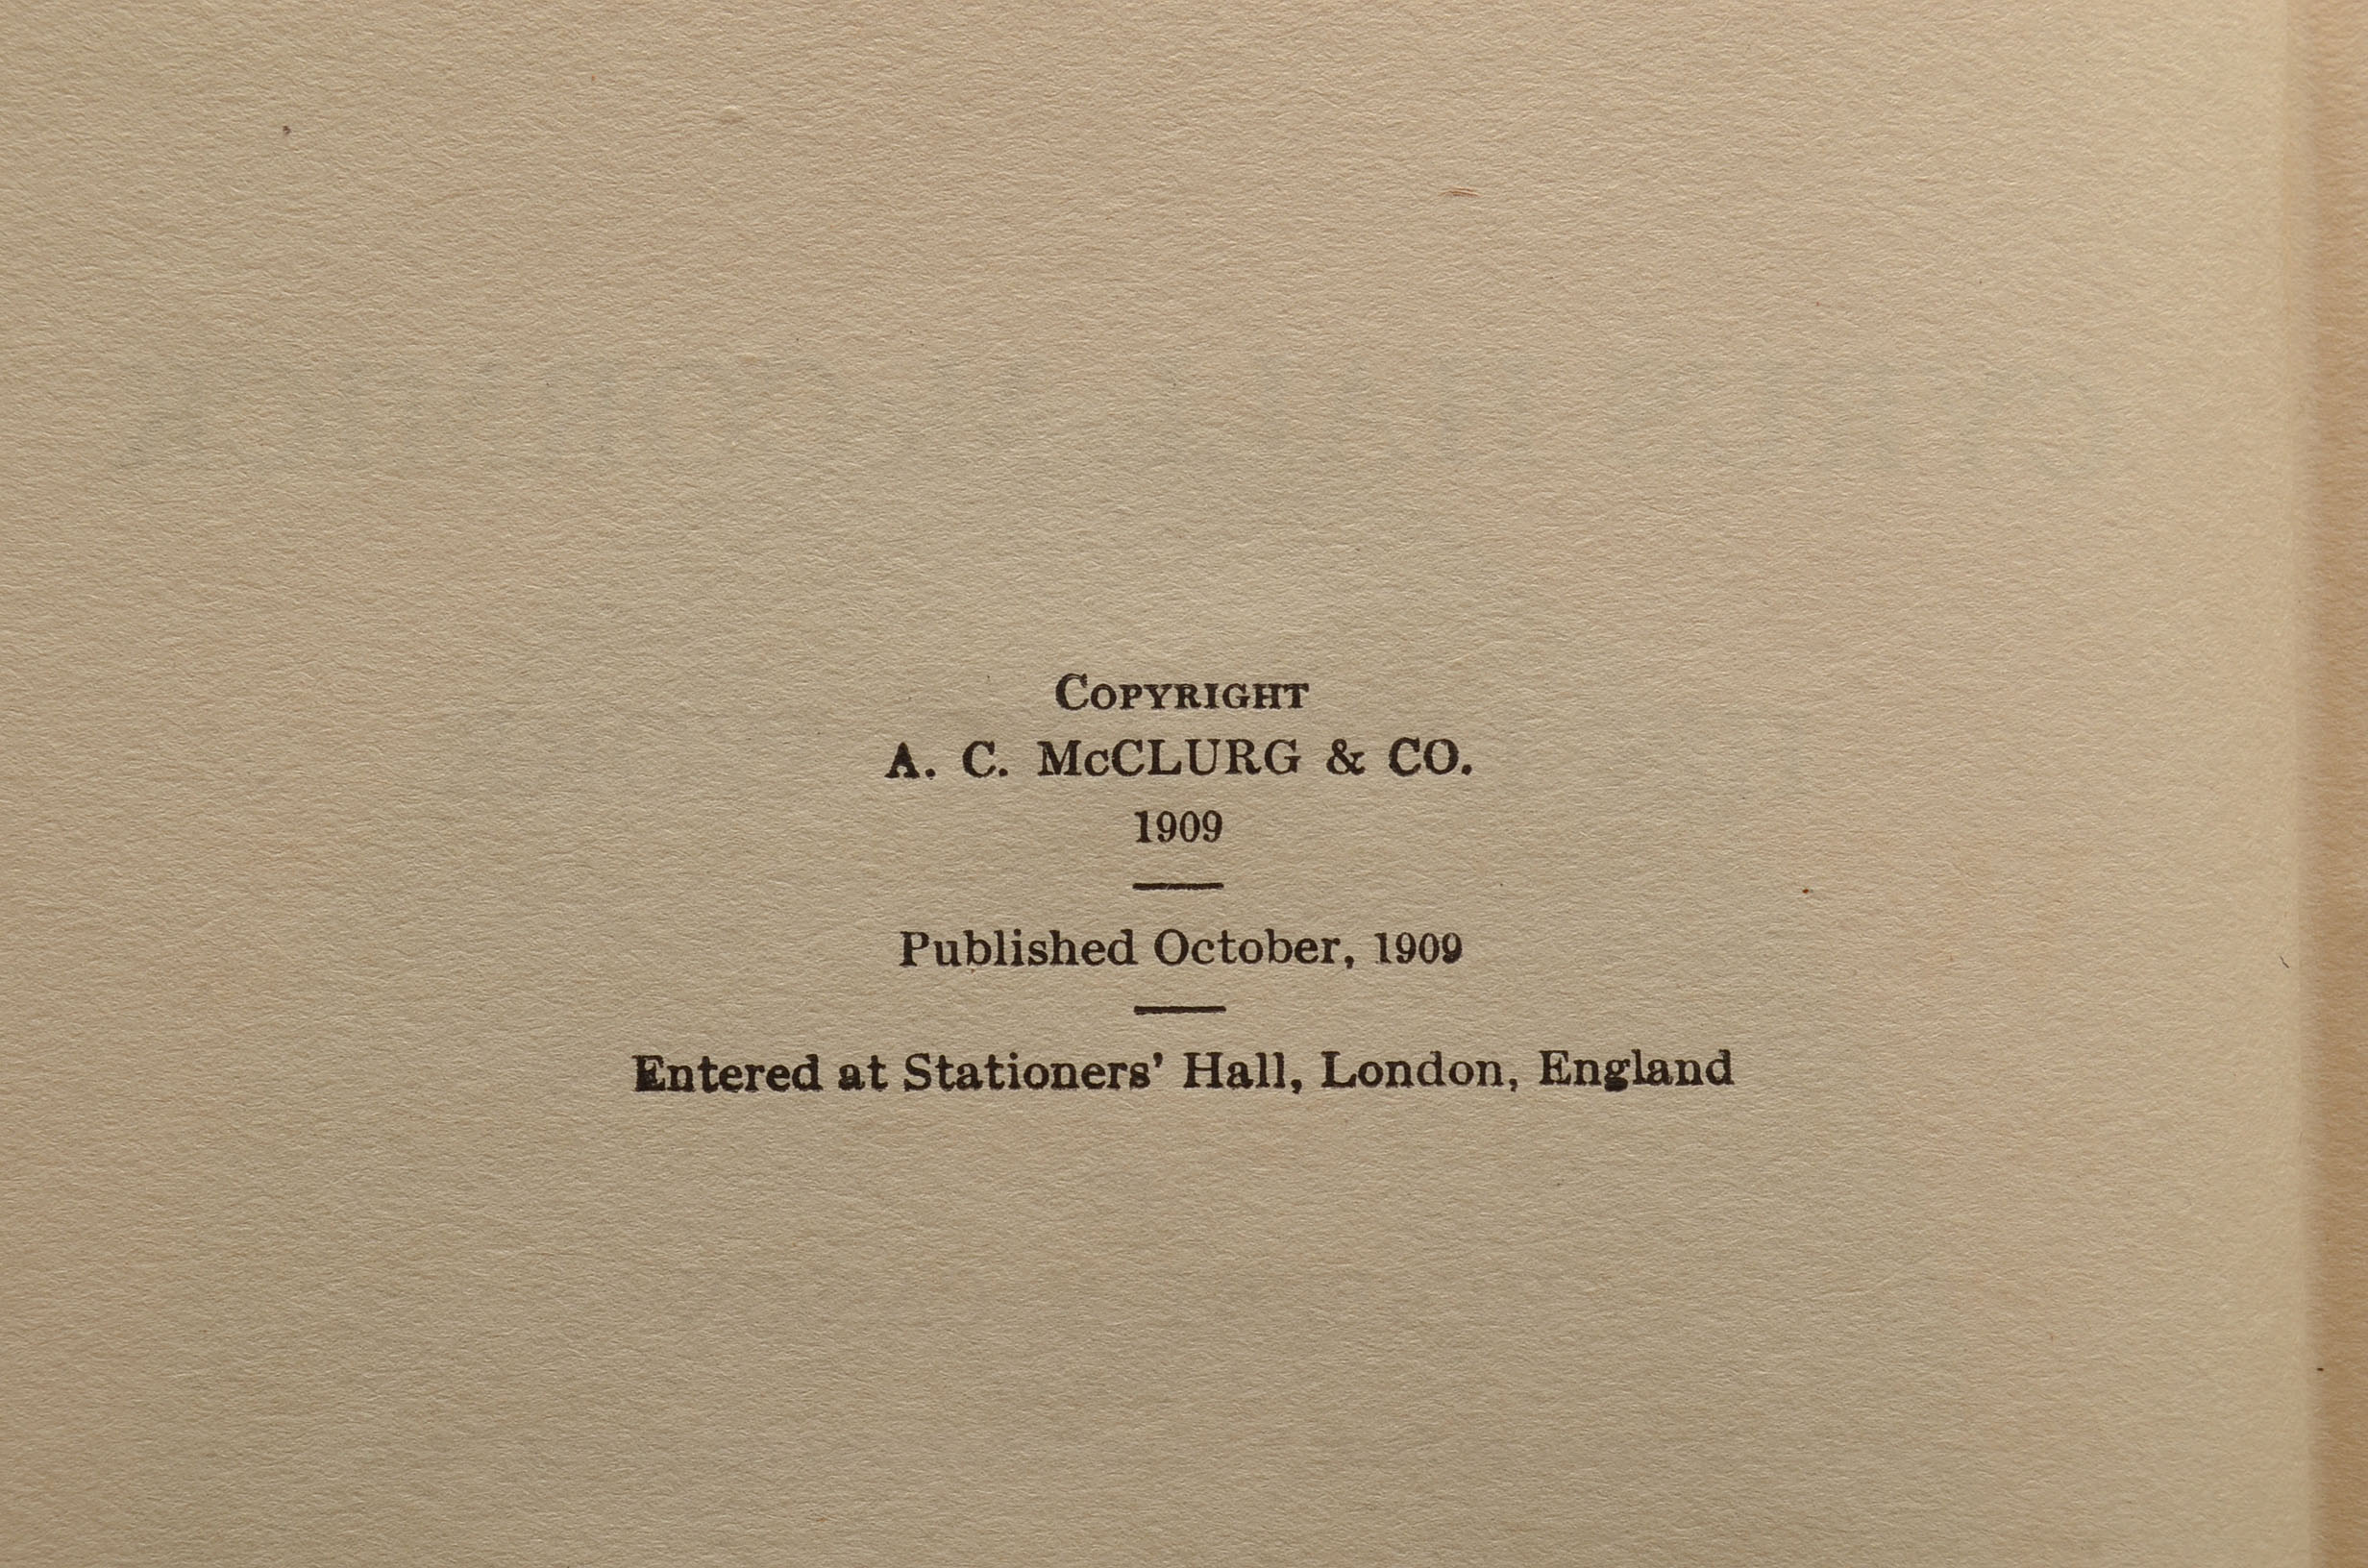 Copyright
A. C. McCLURG & CO.
1909
Published October, 1909
Entered at Stationers' Hall, London, England